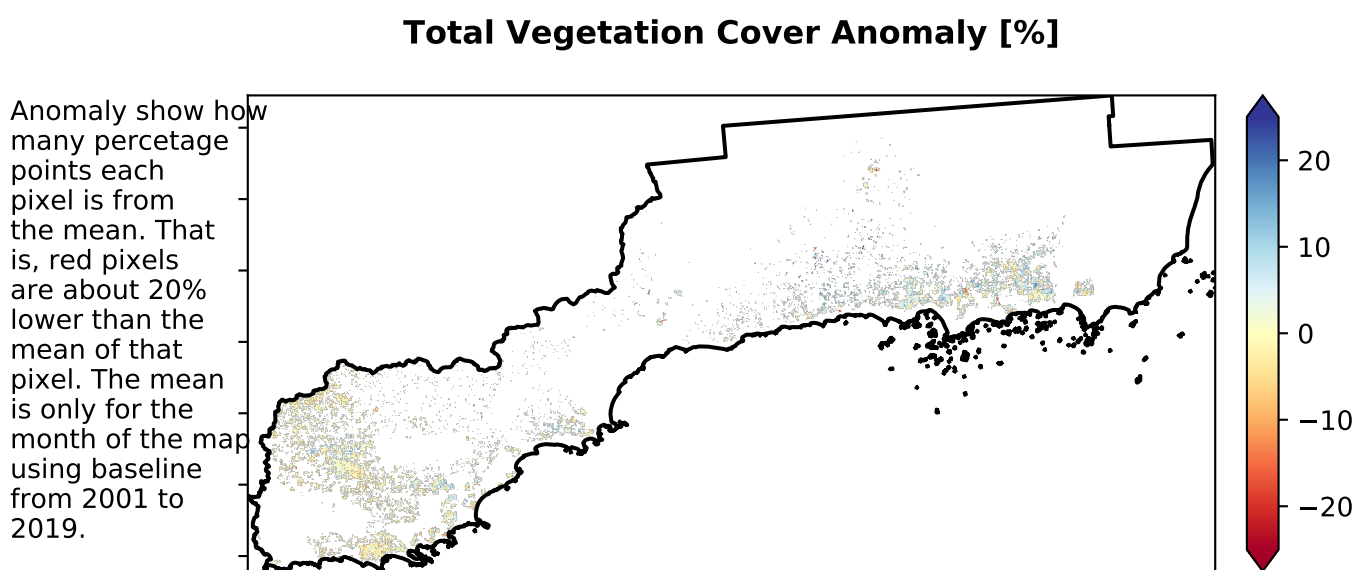 Total Vegetation Cover Anomaly [%]
Anomaly show how
many percetage
points each
pixel is from
the mean. That
is, red pixels
are about 20%
lower than the
mean of that
pixel. The mean
is only for the
month of the map
using baseline
from 2001 to
2019.
20
10
0
−10
−20